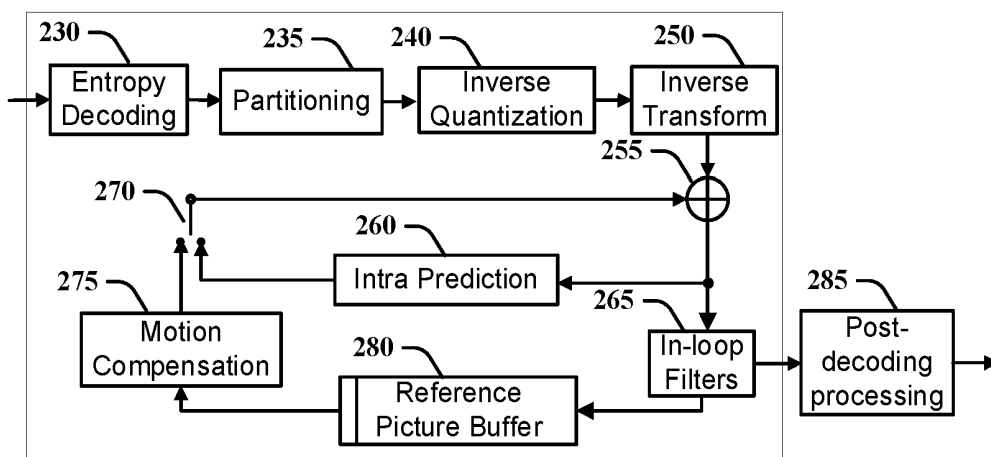 230
235
240
250
Entropy
Decoding
Partitioning
Inverse
Quantization
Inverse
Transform
255
270
260
Intra Prediction
275
265
285
Motion
Compensation
280
Reference
Picture Buffer
In-loop
Filters
Post-
decoding
processing